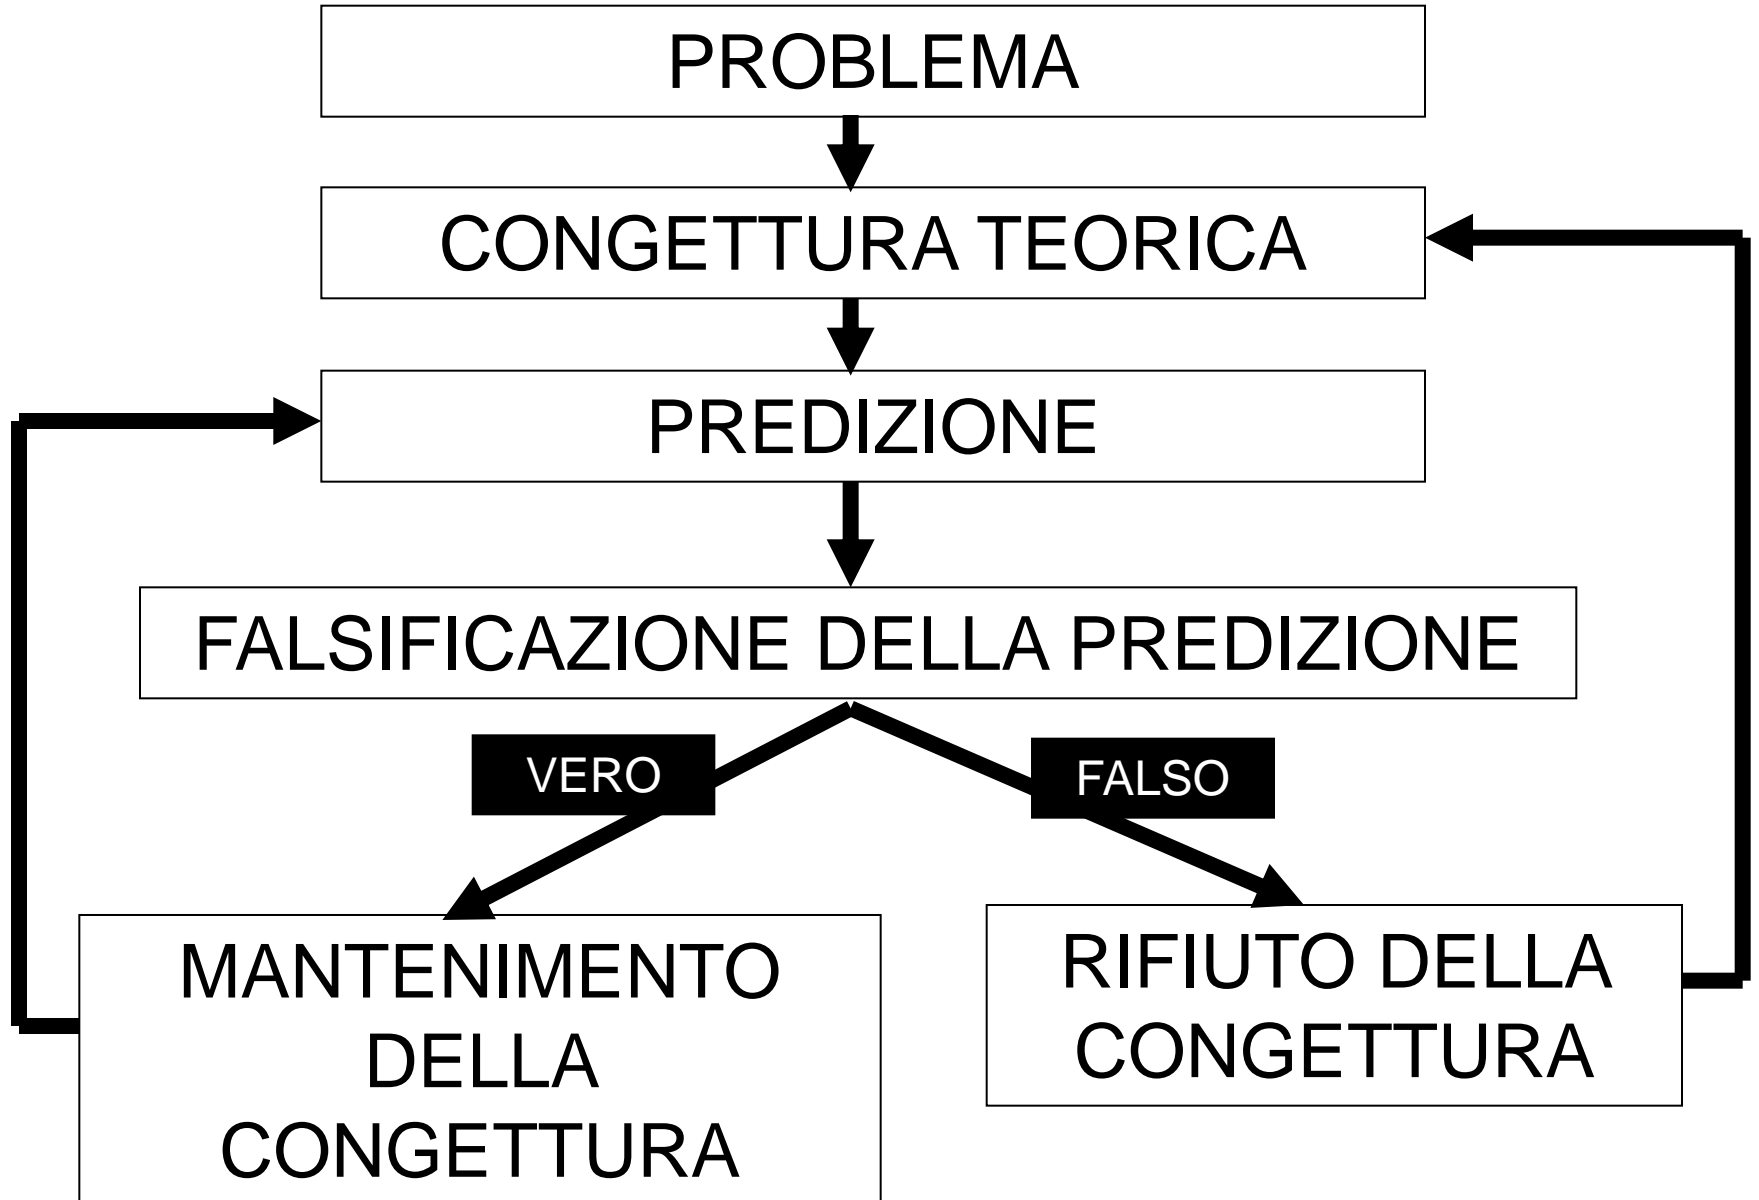 PROBLEMA
CONGETTURA TEORICA
PREDIZIONE
FALSIFICAZIONE DELLA PREDIZIONE
VERO
FALSO
MANTENIMENTO
DELLA
CONGETTURA
RIFIUTO DELLA
CONGETTURA